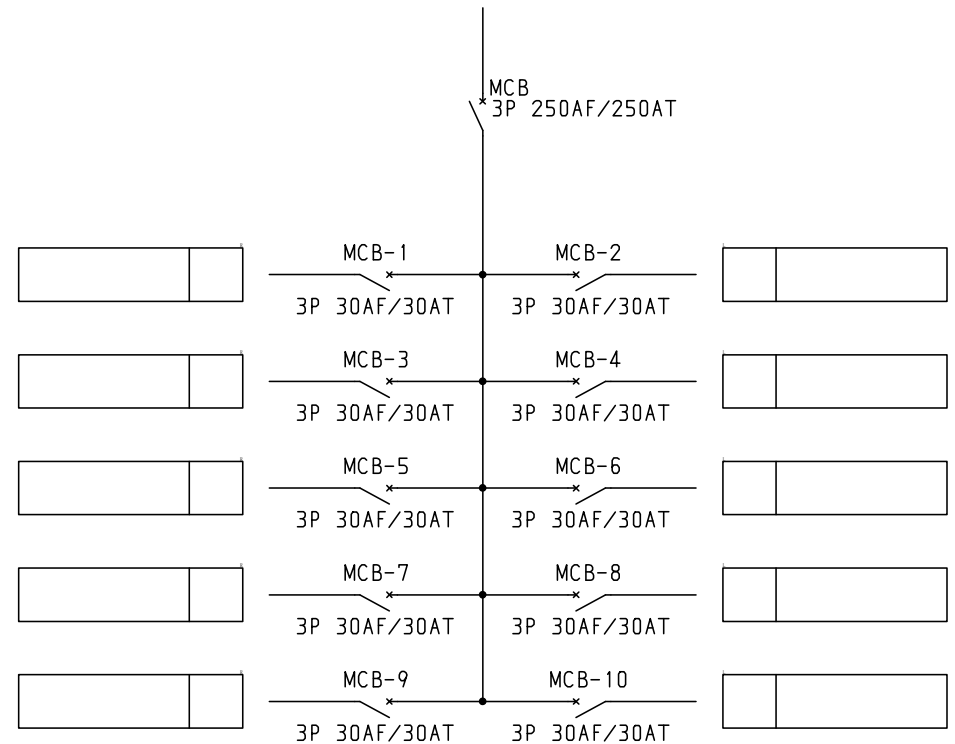 MCB
3P 250AF/250AT
MCB-1 MCB-2
3P 30AF/30AT 3P 30AF/30AT
MCB-3 MCB-4
3P 30AF/30AT 3P 30AF/30AT
MCB-5 MCB-6
3P 30AF/30AT 3P 30AF/30AT
MCB-7 MCB-8
3P 30AF/30AT 3P 30AF/30AT
MCB-9 MCB-10
3P 30AF/30AT 3P 30AF/30AT